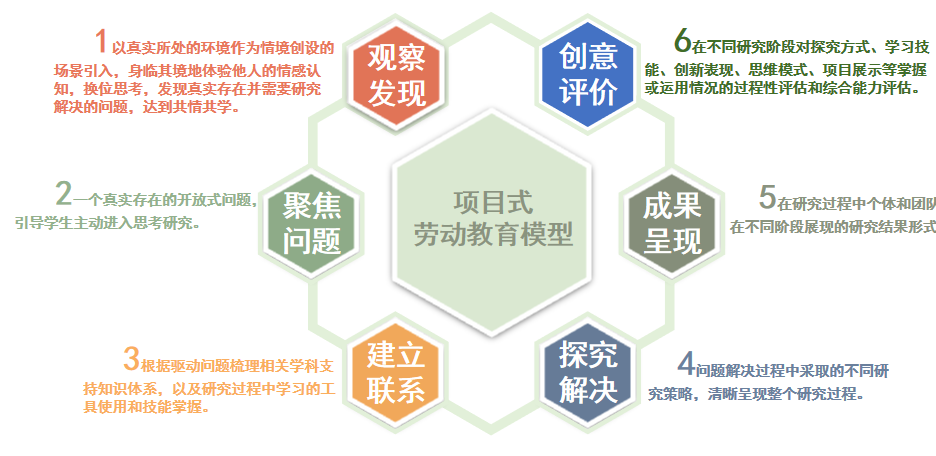 1 以真实所处的环境作为情境创设的
场景引入，身临其境地体验他人的情感认
知，换位思考，发现真实存在并需要研究
解决的问题，达到共情共学。
观察
发现
创意
评价
6在不同研究阶段对探究方式、学习技
能、创新表现、思维模式、项目展示等掌握
或运用情况的过程性评估和综合能力评估。
2一个真实存在的开放式问题，
引导学生主动进入思考研究。
聚焦
问题
项目式
劳动教育模型
成果
呈现
5在研究过程中个体和团队
在不同阶段展现的研究结果形式
3根据驱动问题梳理相关学科支
持知识体系，以及研究过程中学习的工
具使用和技能掌握。
建立
联系
探究
解决
4问题解决过程中采取的不同研
究策略，清晰呈现整个研究过程。